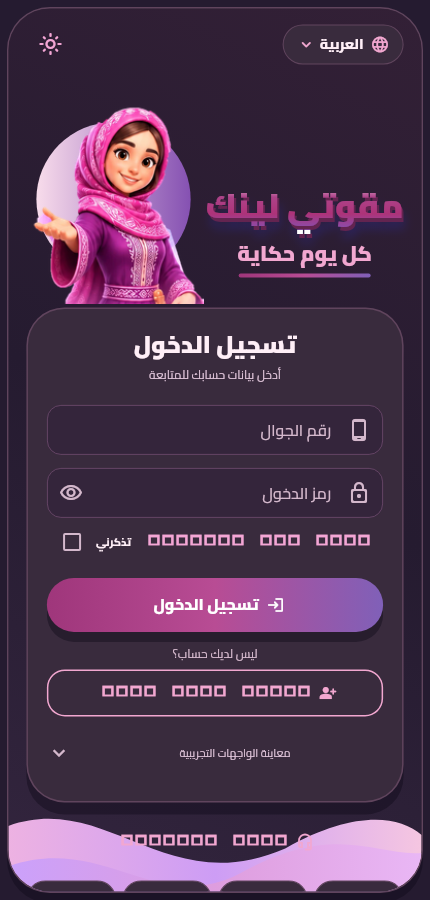 العربية
مقوتي لينك
كل يوم حكاية
تسجيل الدخول
أدخل بيانات حسابك للمتابعة
رقم الجوال
رمز الدخول
تذكرني
تسجيل الدخول
ليس لديك حساب؟
معاينة الواجهات التجريبية